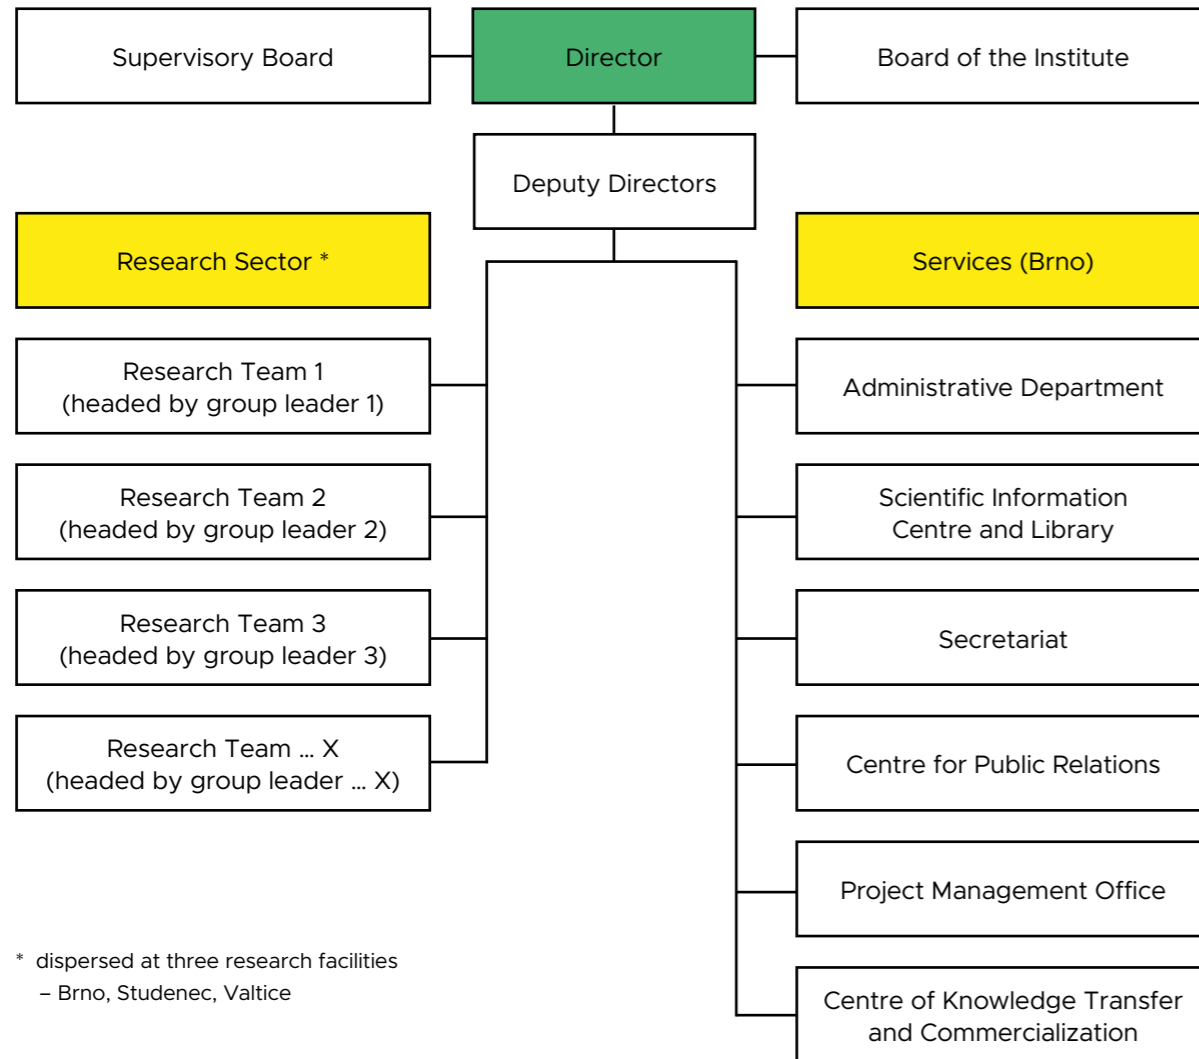 Supervisory Board
Director
Board of the Institute
Deputy Directors
Research Sector *
Services (Brno)
Research Team 1
(headed by group leader 1)
Administrative Department
Research Team 2
(headed by group leader 2)
Scientific Information
Centre and Library
Research Team 3
(headed by group leader 3)
Secretariat
Research Team ... X
(headed by group leader ... X)
Centre for Public Relations
Project Management Office
* dispersed at three research facilities
– Brno, Studenec, Valtice
Centre of Knowledge Transfer
and Commercialization